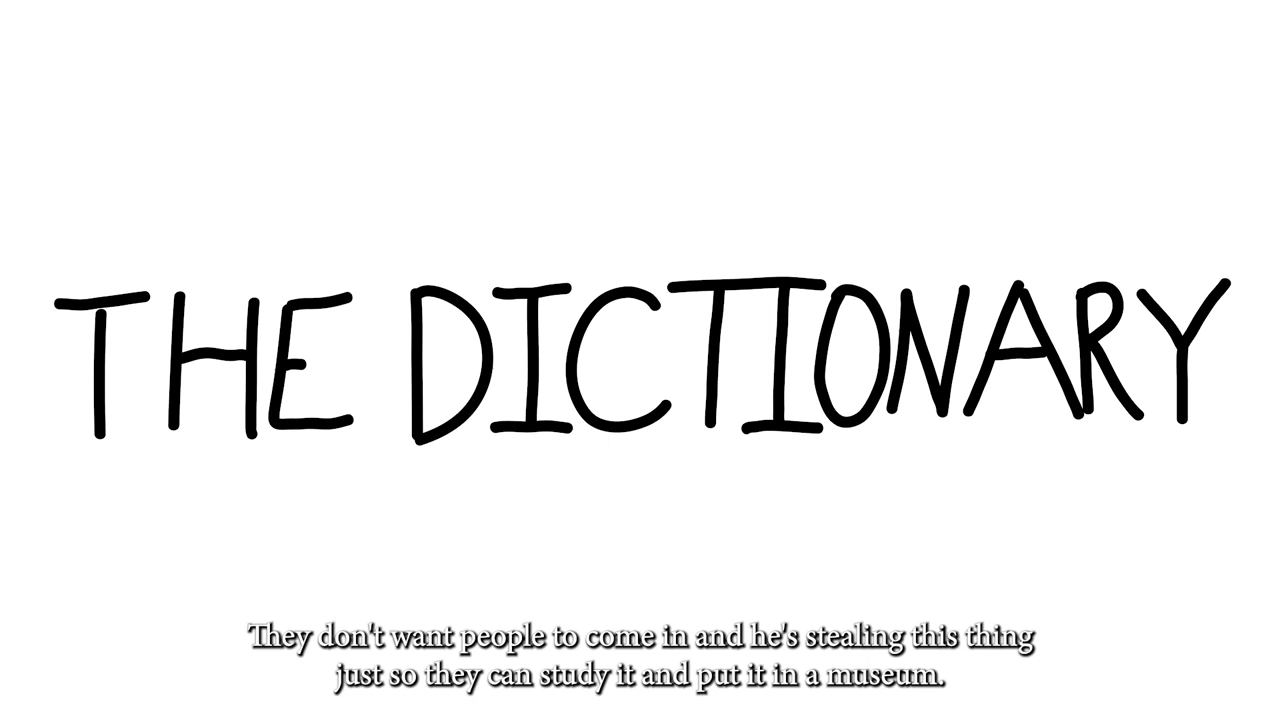 THE DICTIONARY
They don't want people to come in and he's stealing this thing
just so they can study it and put it in a museum.